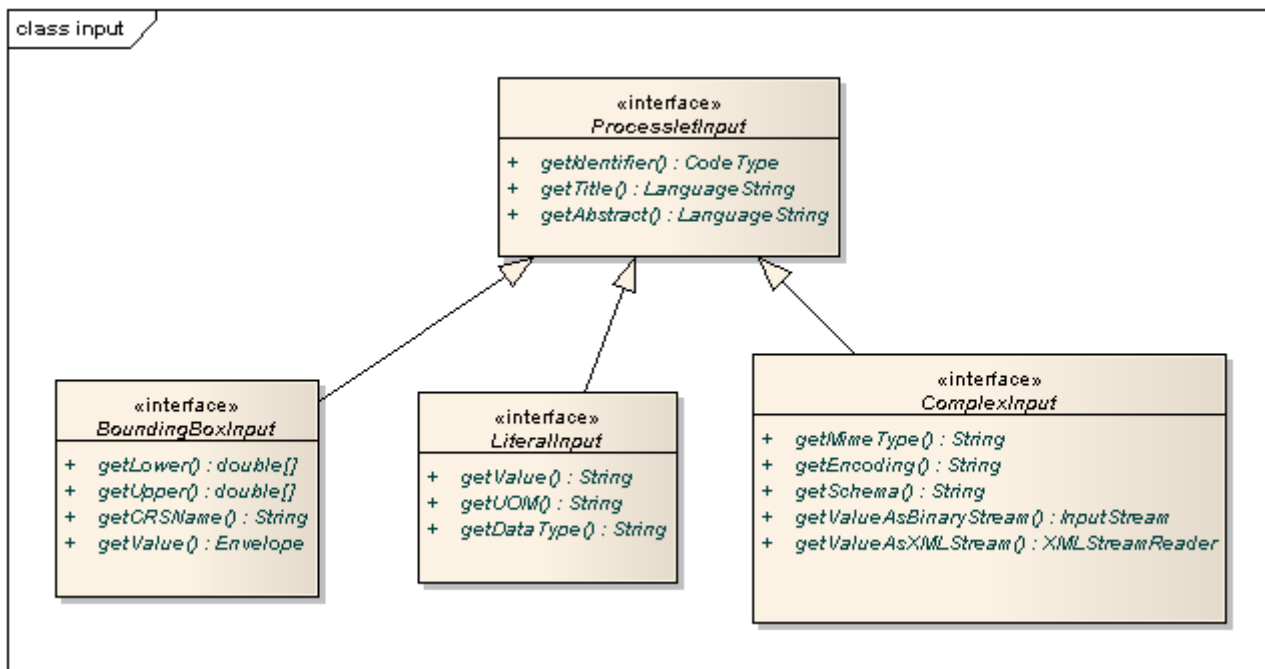 class input
«interface»
ProcessletInput
+ getIdentifier() : CodeType
+ getTitle() : LanguageString
+ getAbstract() : LanguageString
«interface»
BoundingBoxInput
+ getLower() : double[]
+ getUpper() : double[]
+ getCRSName() : String
+ getValue() : Envelope
«interface»
LiteralInput
+ getValue() : String
+ getUOM() : String
+ getDataType() : String
«interface»
ComplexInput
+ getMimeType() : String
+ getEncoding() : String
+ getSchema() : String
+ getValueAsBinaryStream() : InputStream
+ getValueAsXMLStream() : XMLStreamReader